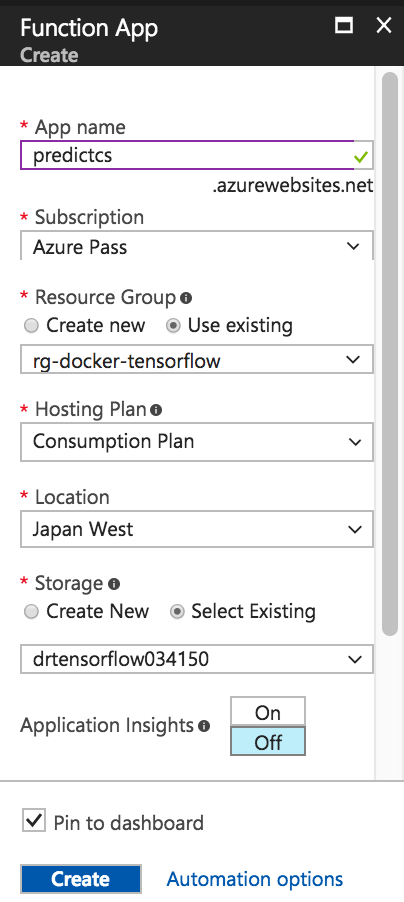 Function App
Create
* App name
predictcs
.azurewebsites.net
* Subscription
Azure Pass
* Resource Group
Create new Use existing
rg-docker-tensorflow
* Hosting Plan
Consumption Plan
* Location
Japan West
* Storage
Create New Select Existing
drtensorflow034150
On
Application Insights
Off
Pin to dashboard
Create Automation options